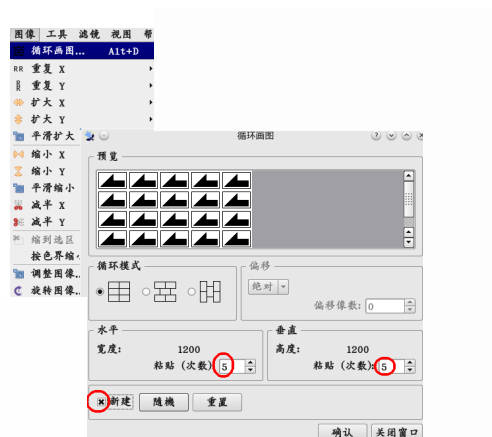 图像 工具 滤镜 视图 帮
循环画图... Alt+D
RR 重复 X
RR 重复 Y
扩大 X
扩大 Y
平滑扩大
缩小 X
缩小 Y
平滑缩小
减半 X
减半 Y
缩到选区
按色界缩
调整图像..
旋转图像..
循环画图
预览
循环模式
偏移
绝对
偏移像数: 0
水平
宽度: 1200
粘贴 (次数): 5
垂直
高度: 1200
粘贴 (次数): 5
新建 随機 重置
确认 关闭窗口